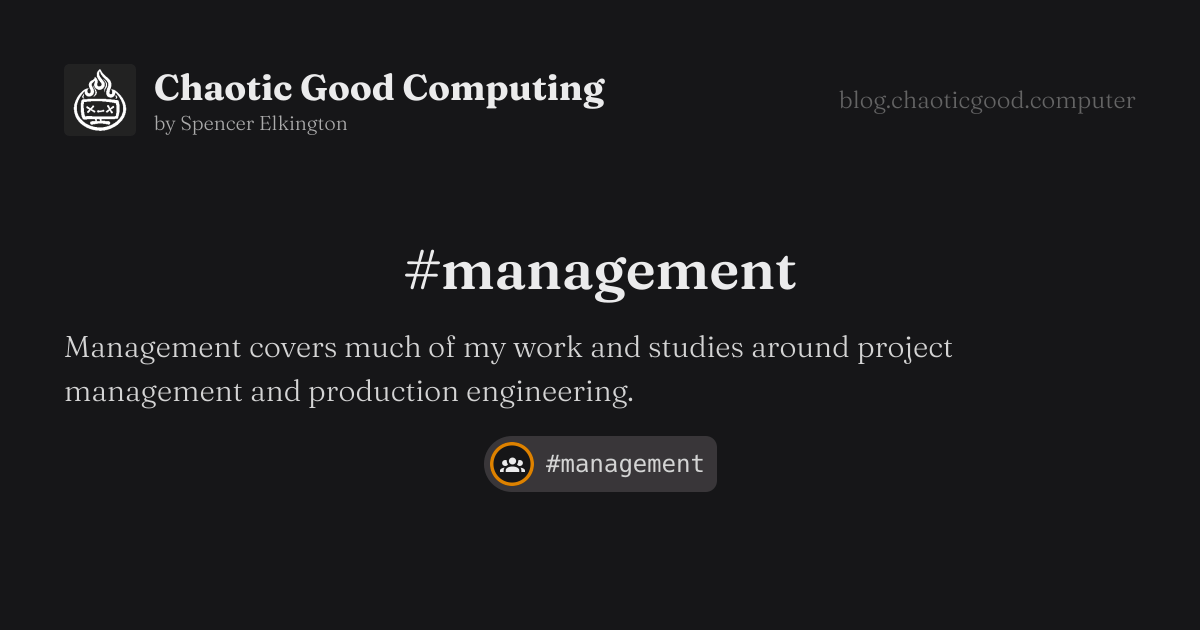 Chaotic Good Computing
by Spencer Elkington
blog.chaoticgood.computer
#management
Management covers much of my work and studies around project
management and production engineering.
#management